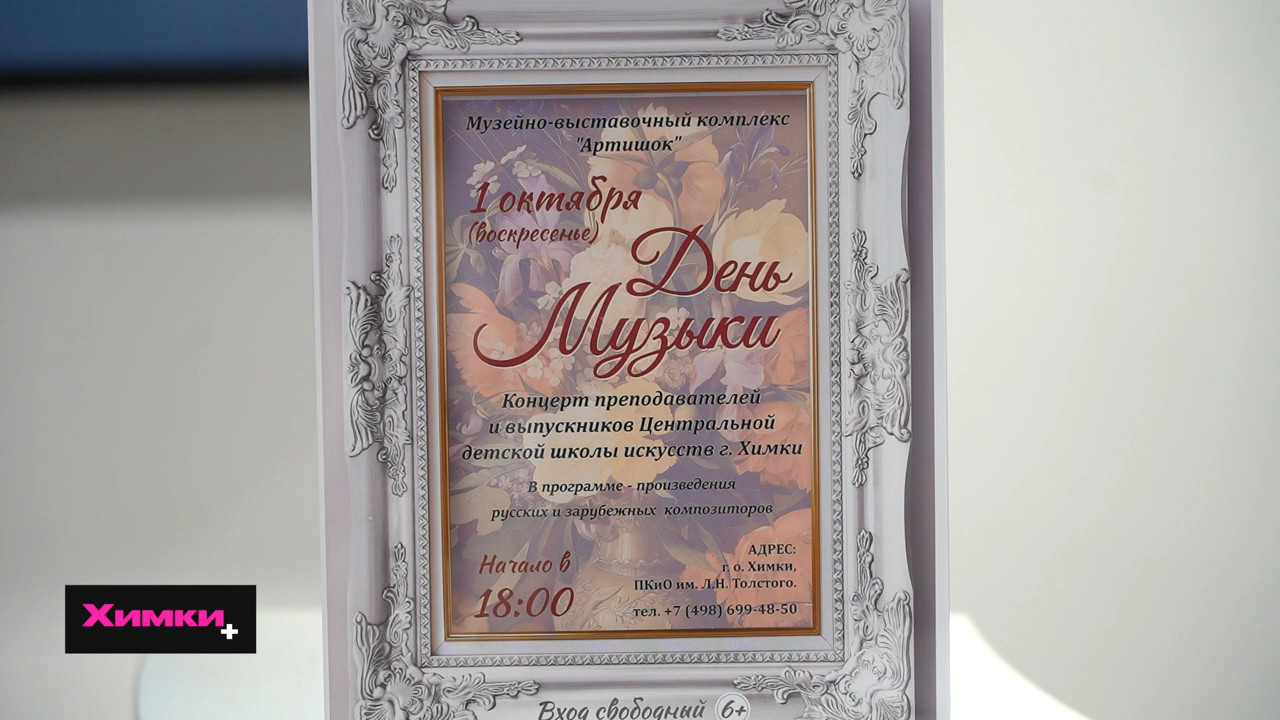 Музейно-выставочный комплекс
"Артишок"
1 октября
(воскресенье)
День
Музыки
Концерт преподавателей
и выпускников Центральной
детской школы искусств г. Химки
В программе - произведения
русских и зарубежных композиторов
Начало в
18:00
АДРЕС:
г. о. Химки,
ПКиО им. Л.Н. Толстого.
тел. +7 (498) 699-48-50
Вход свободный 6+
Химки+